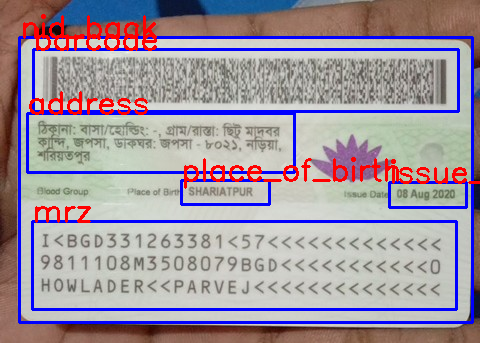 nid_back
barcode
address
ঠিকানা: বাসা/হোল্ডিং: -, গ্রাম/রাস্তা: ছিটু মাদবর
কান্দি, জপসা, ডাকঘর: জপসা - ৮০২১, নড়িয়া,
শরিয়তপুর
place_of_birth
issue_
Blood Group
Place of Birth
SHARIATPUR
Issue Date
08 Aug 2020
mrz
I<BGD331263381<57<<<<<<<<<<<<<
9811108M3508079BGD<<<<<<<<<<<0
HOWLADER<<PARVEJ<<<<<<<<<<<<<<